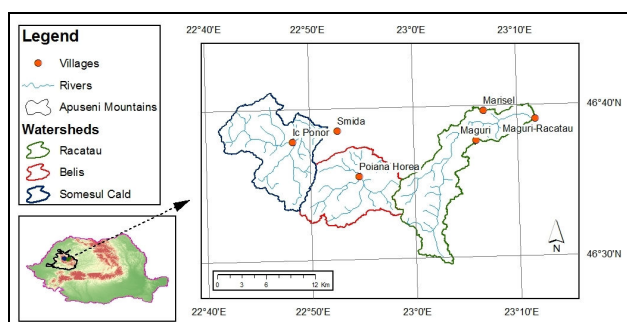 Legend
Villages
Rivers
Apuseni Mountains
Watersheds
Racatau
Belis
Somesul Cald
22°40'E 22°50'E 23°0'E 23°10'E
46°40'N
46°30'N
Marisel
Smida
Ic Ponor
Maguri
Maguri-Racatau
Poiana Horea
N
0 3 6 12 Km
22°40'E 22°50'E 23°0'E 23°10'E